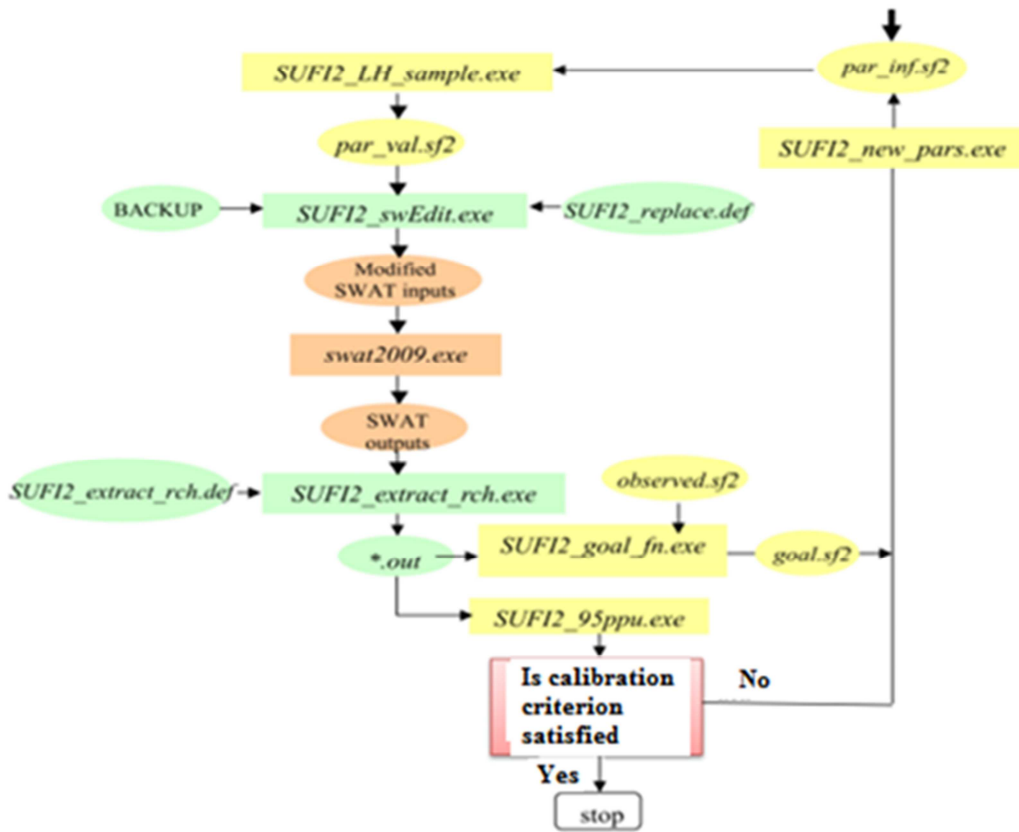 SUFI2_LH_sample.exe
par_inf.sf2
par_val.sf2
SUFI2_new_pars.exe
BACKUP
SUFI2_swEdit.exe
SUFI2_replace.def
Modified
SWAT inputs
swat2009.exe
SWAT
outputs
SUFI2_extract_rch.def
SUFI2_extract_rch.exe
observed.sf2
*.out
SUFI2_goal_fn.exe
goal.sf2
SUFI2_95ppu.exe
Is calibration
criterion
satisfied
No
Yes
stop